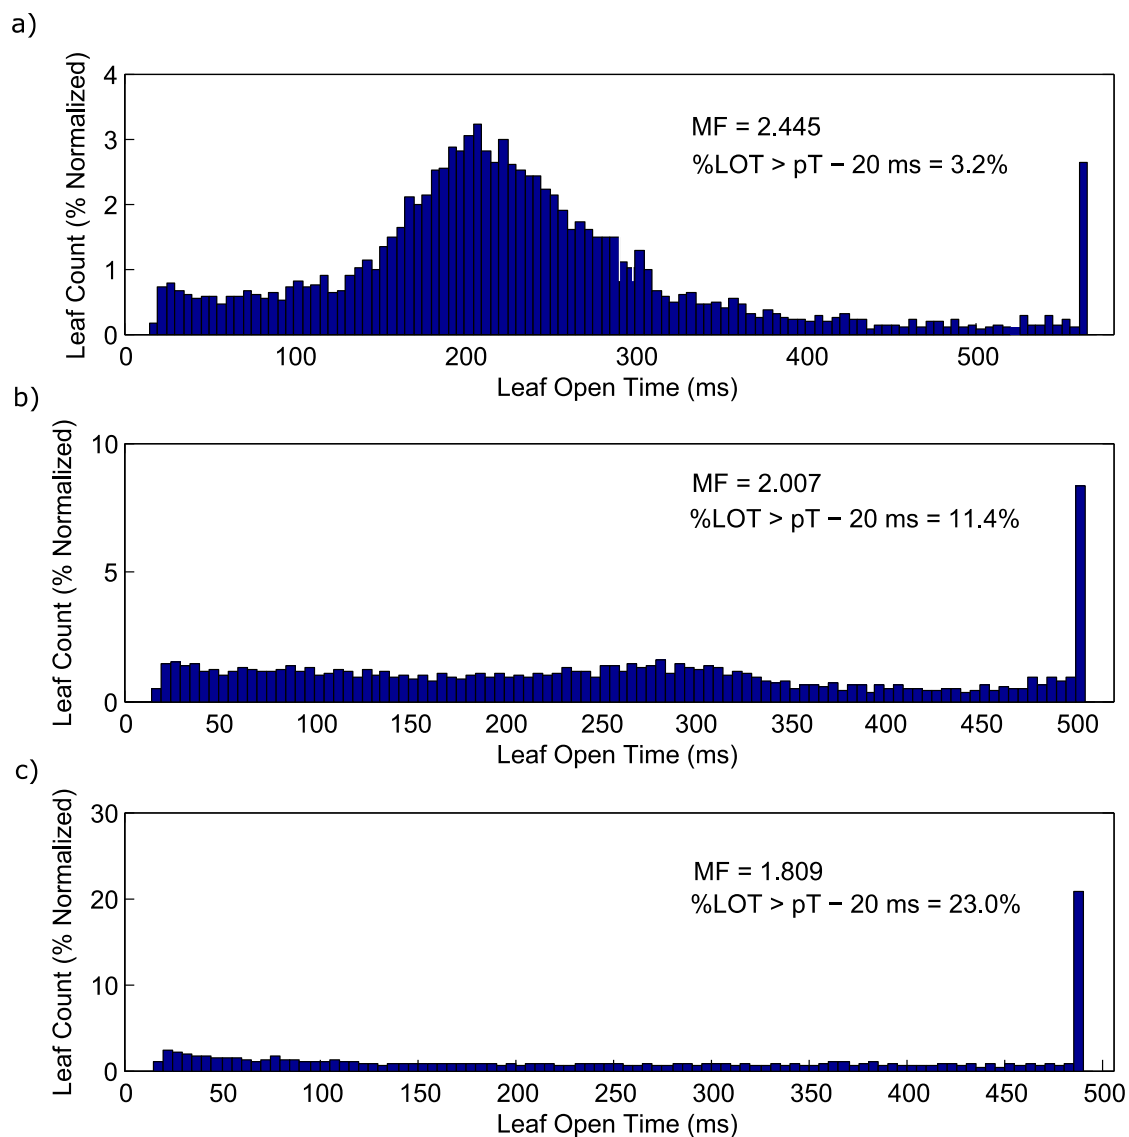 a)
4
3
2
1
0
Leaf Count (% Normalized)
MF = 2.445
%LOT > pT − 20 ms = 3.2%
0 100 200 300 400 500
Leaf Open Time (ms)
b)
10
5
0
Leaf Count (% Normalized)
MF = 2.007
%LOT > pT − 20 ms = 11.4%
0 50 100 150 200 250 300 350 400 450 500
Leaf Open Time (ms)
c)
30
20
10
0
Leaf Count (% Normalized)
MF = 1.809
%LOT > pT − 20 ms = 23.0%
0 50 100 150 200 250 300 350 400 450 500
Leaf Open Time (ms)